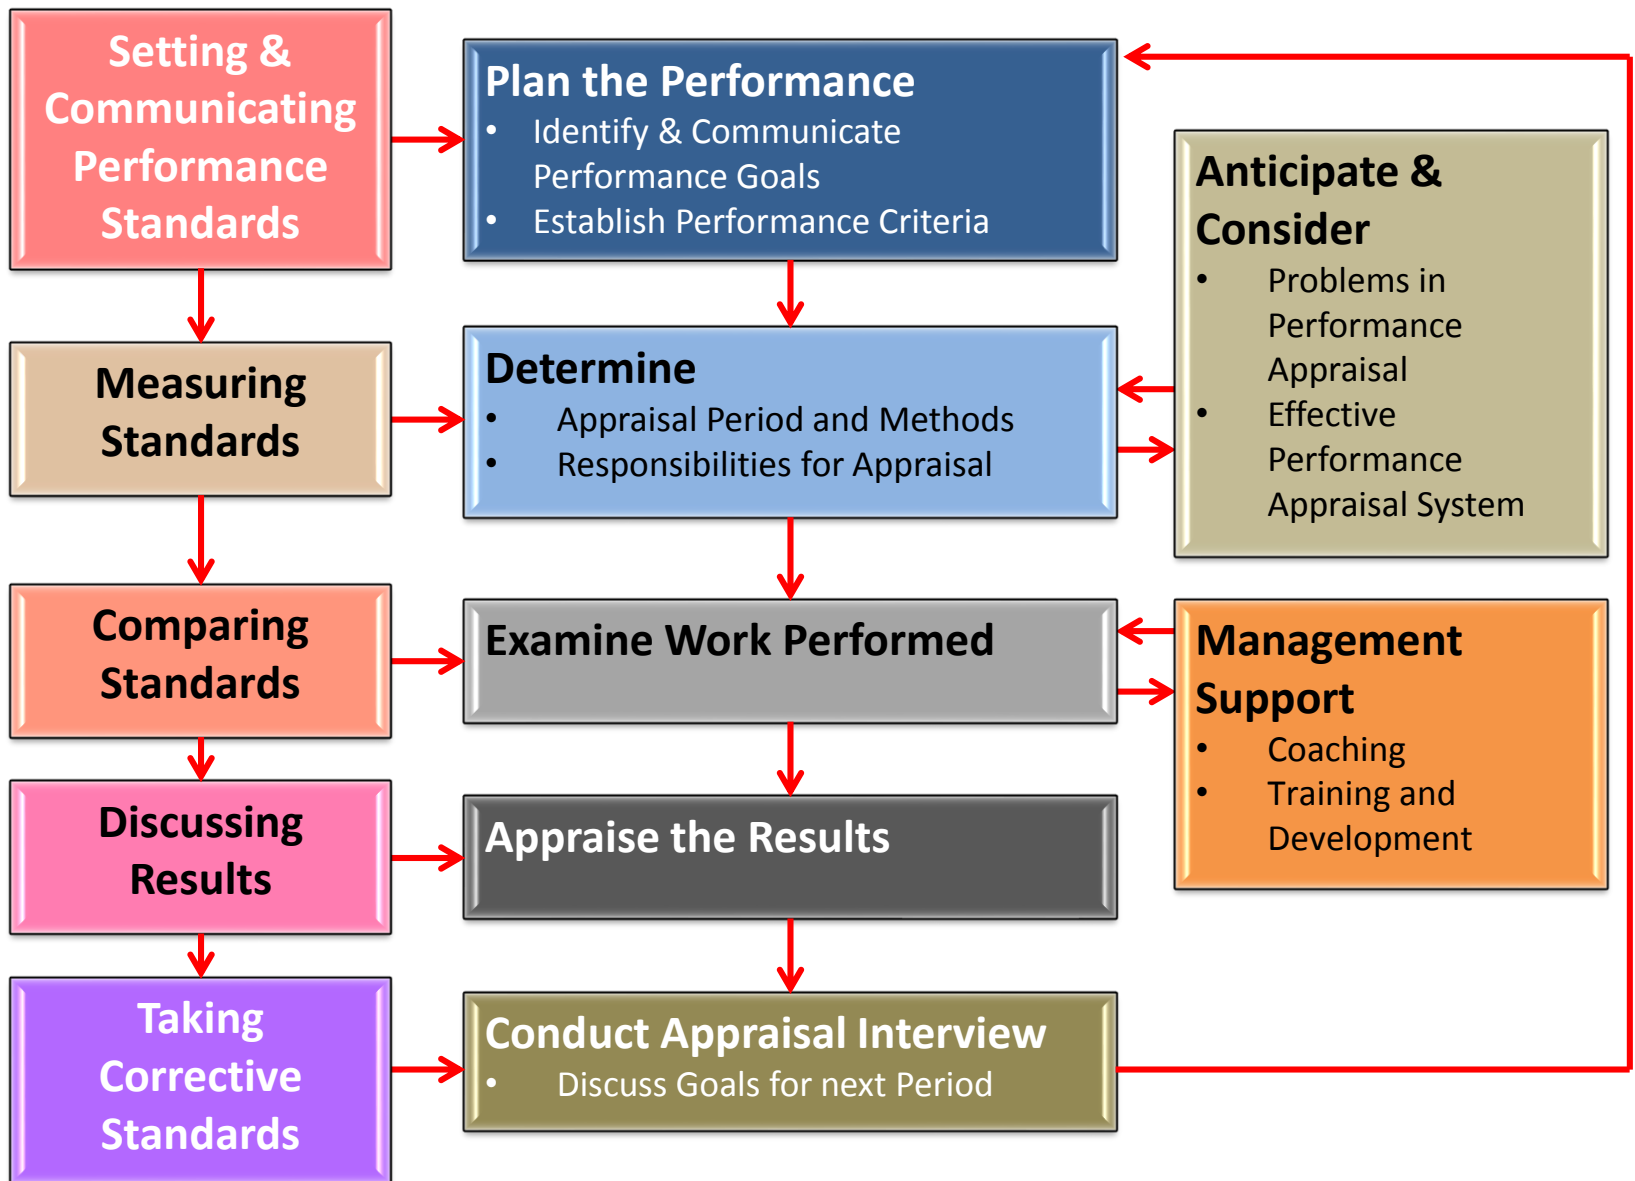 Setting &
Communicating
Performance
Standards
Plan the Performance
• Identify & Communicate
Performance Goals
• Establish Performance Criteria
Anticipate &
Consider
• Problems in
Performance
Appraisal
• Effective
Performance
Appraisal System
Measuring
Standards
Determine
• Appraisal Period and Methods
• Responsibilities for Appraisal
Comparing
Standards
Examine Work Performed
Management
Support
• Coaching
• Training and
Development
Discussing
Results
Appraise the Results
Taking
Corrective
Standards
Conduct Appraisal Interview
• Discuss Goals for next Period